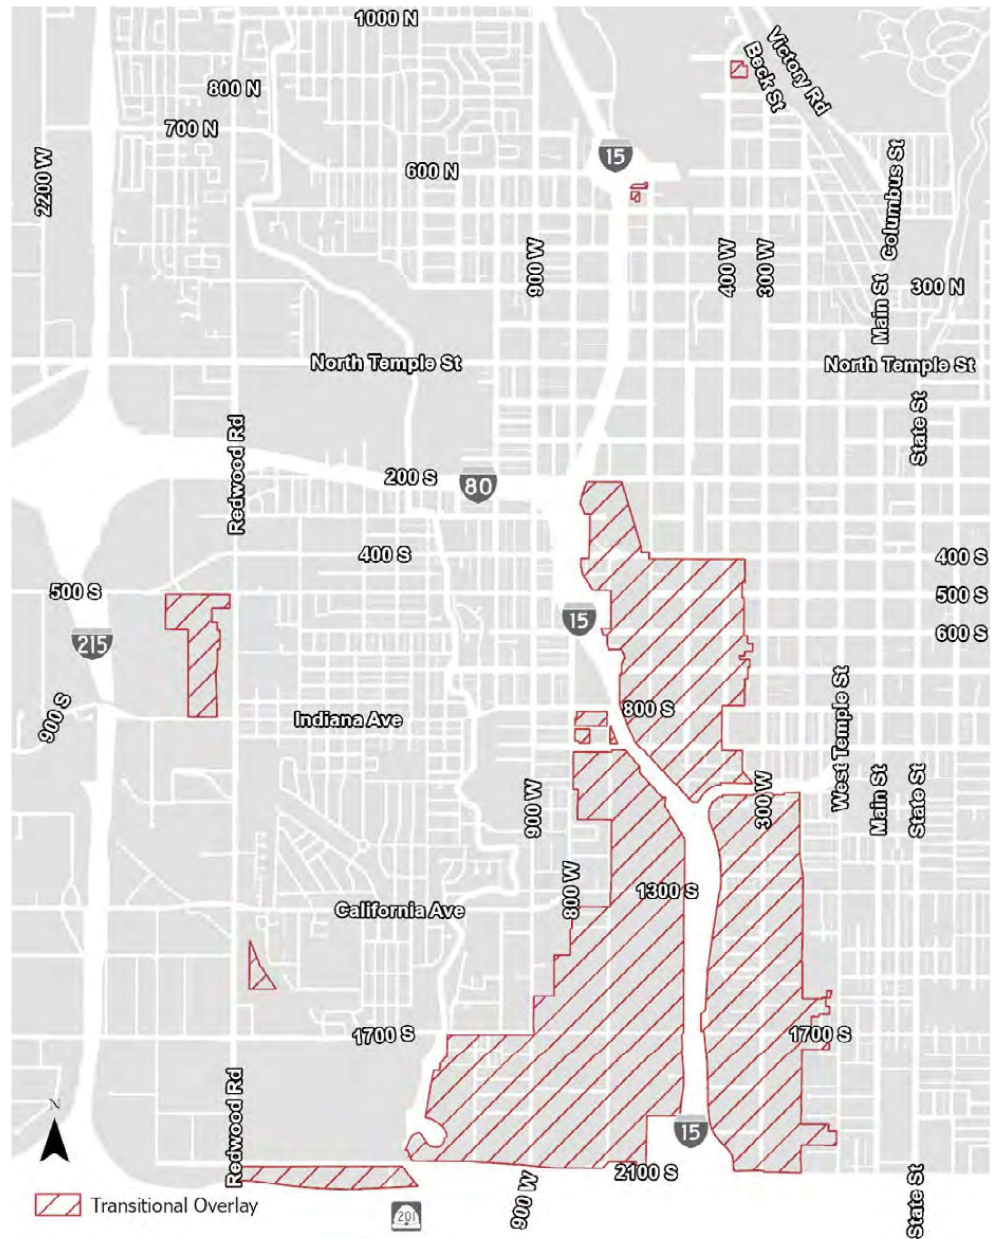 1000 N
Victory Rd
Beck St
800 N
700 N
15
600 N
2200 W
Columbus St
900 W
400 W
300 W
300 N
Main St
North Temple St
North Temple St
State St
Redwood Rd
200 S
80
400 S
400 S
500 S
500 S
15
600 S
215
900 S
Indiana Ave
800 S
West Temple St
900 W
300 W
Main St
State St
800 W
1300 S
California Ave
1700 S
1700 S
Redwood Rd
N
15
2100 S
900 W
State St
Transitional Overlay
201